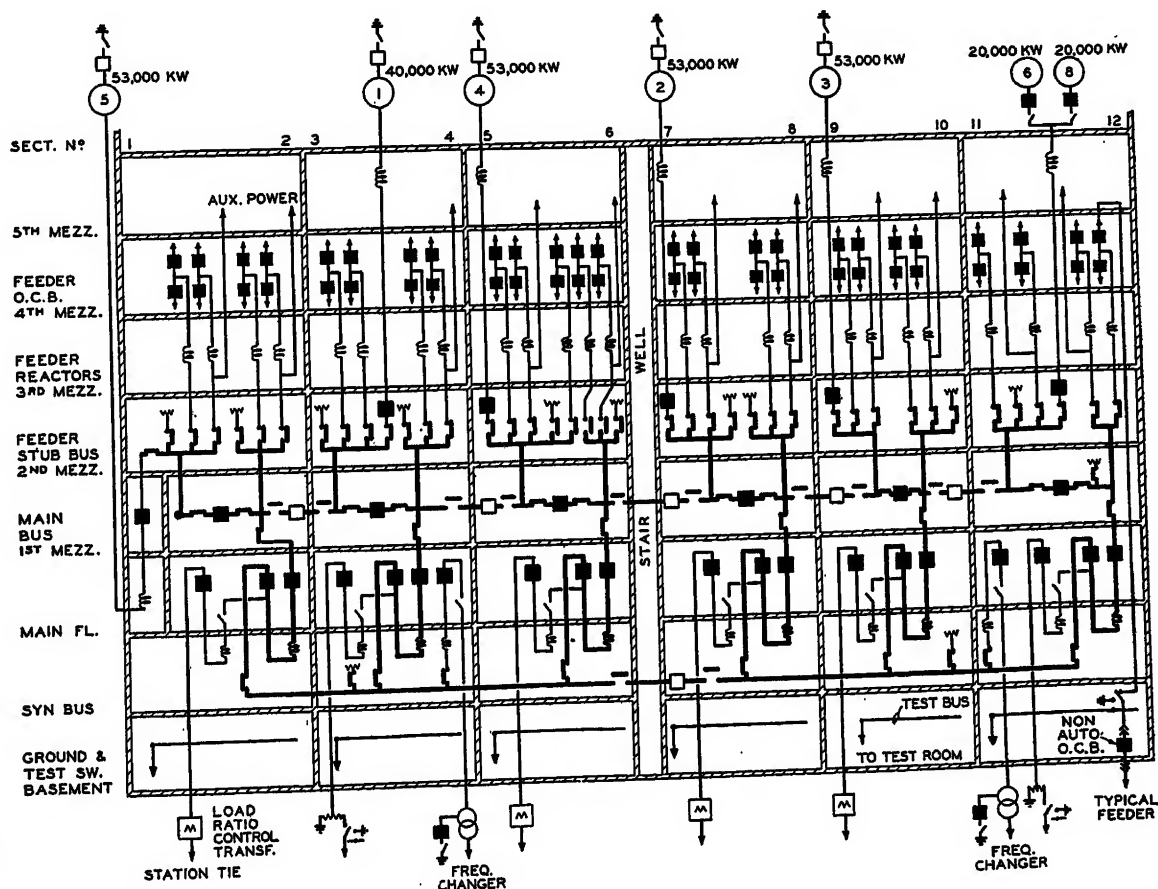 53,000 KW
5
40,000 KW
1
53,000 KW
4
53,000 KW
2
53,000 KW
3
20,000 KW
6
20,000 KW
8
SECT. Nº
1 2 3 4 5 6 7 8 9 10 11 12
AUX. POWER
5TH MEZZ.
FEEDER
O.C.B.
4TH MEZZ.
FEEDER
REACTORS
3RD MEZZ.
FEEDER
STUB BUS
2ND MEZZ.
MAIN
BUS
1ST MEZZ.
MAIN FL.
SYN BUS
GROUND &
TEST SW.
BASEMENT
WELL
STAIR
TEST BUS
TO TEST ROOM
NON
AUTO.
O.C.B.
TYPICAL
FEEDER
LOAD
RATIO
CONTROL
TRANSF.
STATION TIE
FREQ.
CHANGER
FREQ.
CHANGER